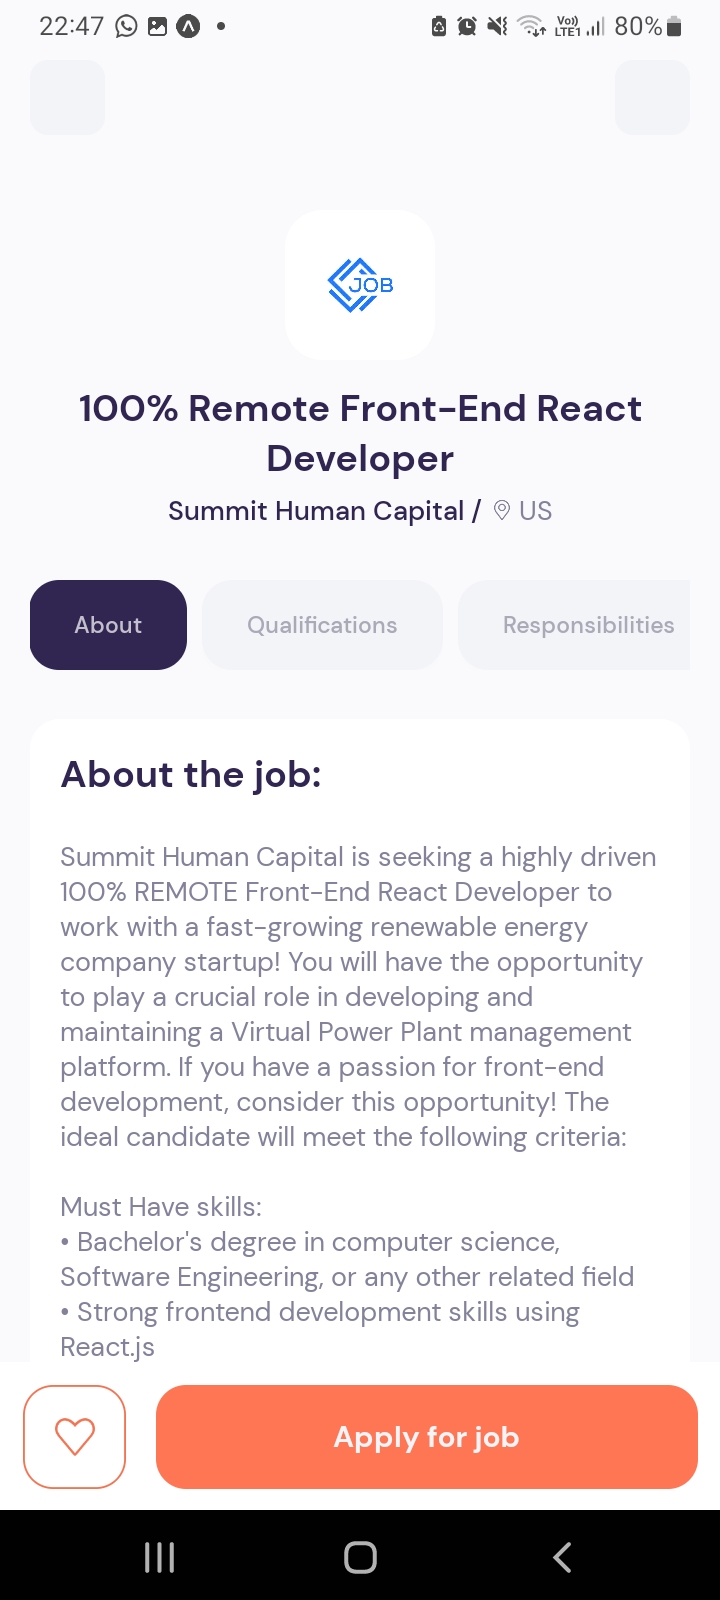 22:47
Vo))
LTE1
80%
JOB
100% Remote Front-End React
Developer
Summit Human Capital / US
About
Qualifications
Responsibilities
About the job:
Summit Human Capital is seeking a highly driven
100% REMOTE Front-End React Developer to
work with a fast-growing renewable energy
company startup! You will have the opportunity
to play a crucial role in developing and
maintaining a Virtual Power Plant management
platform. If you have a passion for front-end
development, consider this opportunity! The
ideal candidate will meet the following criteria:
Must Have skills:
• Bachelor's degree in computer science,
Software Engineering, or any other related field
• Strong frontend development skills using
React.js
Apply for job